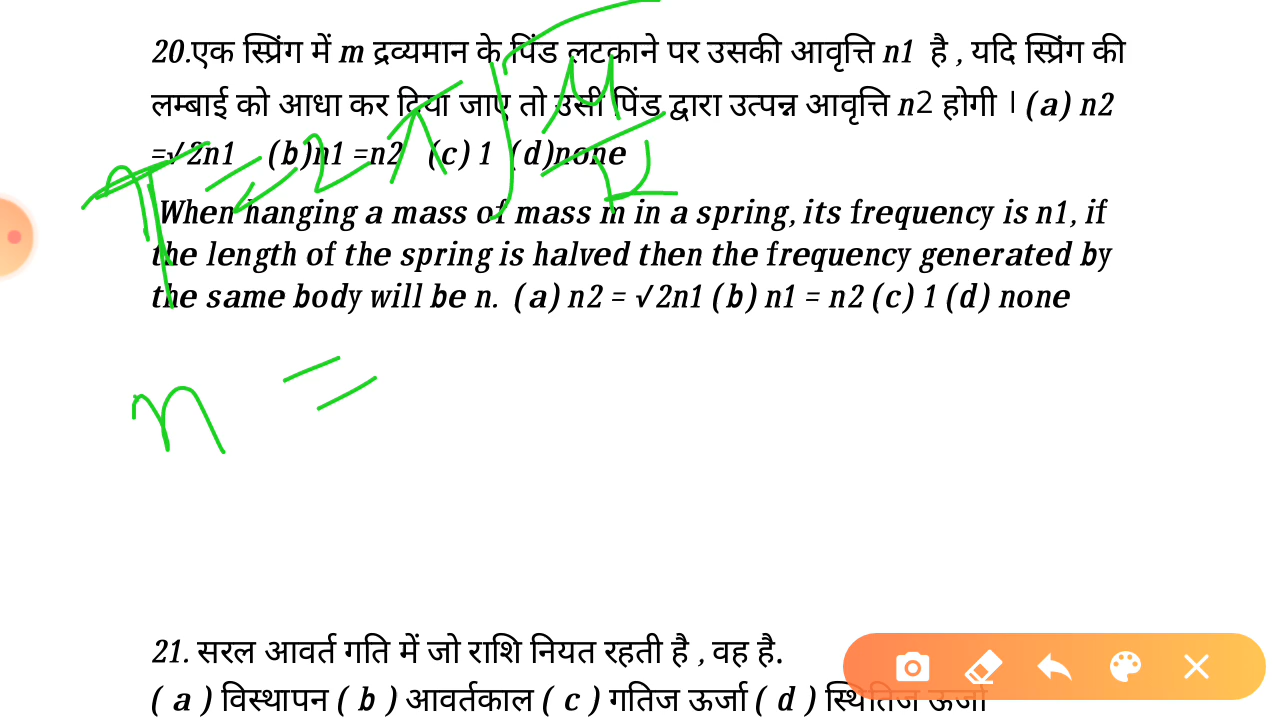 20.एक स्प्रिंग में m द्रव्यमान के पिंड लटकाने पर उसकी आवृत्ति n1 है , यदि स्प्रिंग की
लम्बाई को आधा कर दिया जाए तो उसी पिंड द्वारा उत्पन्न आवृत्ति n2 होगी । (a) n2
=√2n1 (b)n1 =n2 (c) 1 (d)none
T = 2π√M/k
When hanging a mass of mass m in a spring, its frequency is n1, if
the length of the spring is halved then the frequency generated by
the same body will be n. (a) n2 = √2n1 (b) n1 = n2 (c) 1 (d) none
n =
21. सरल आवर्त गति में जो राशि नियत रहती है , वह है.
( a ) विस्थापन ( b ) आवर्तकाल ( c ) गतिज ऊर्जा ( d ) स्थितिज ऊर्जा